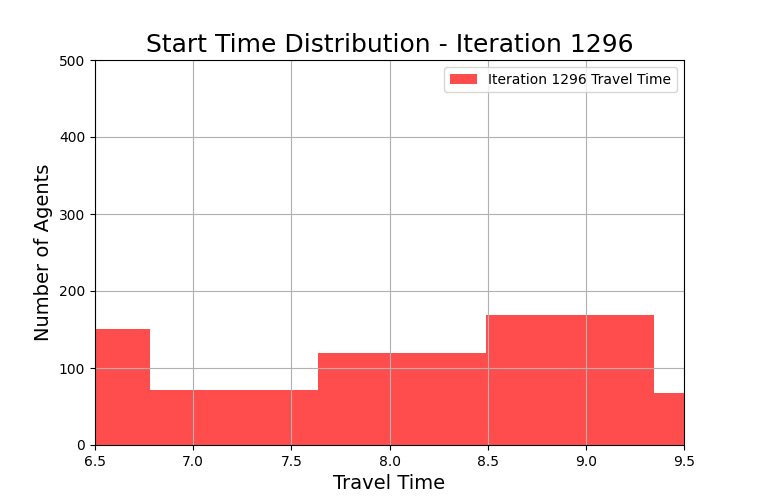 Start Time Distribution - Iteration 1296
Iteration 1296 Travel Time
Number of Agents
500
400
300
200
100
0
6.5 7.0 7.5 8.0 8.5 9.0 9.5
Travel Time